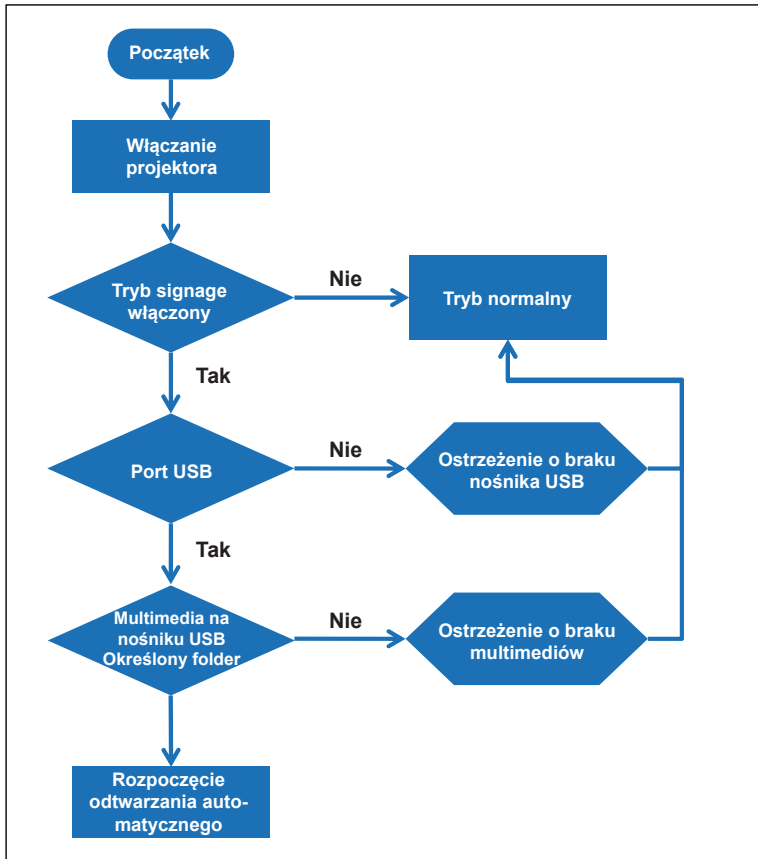 Początek
Włączanie
projektora
Tryb signage
włączony
Nie
Tryb normalny
Tak
Port USB
Nie
Ostrzeżenie o braku
nośnika USB
Tak
Multimedia na
nośniku USB
Określony folder
Nie
Ostrzeżenie o braku
multimediów
Rozpoczęcie
odtwarzania auto-
matycznego